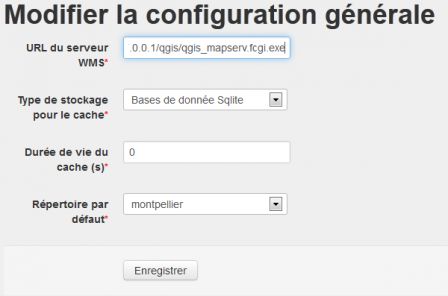 Modifier la configuration générale
URL du serveur
WMS*
.0.0.1/qgis/qgis_mapserv.fcgi.exe
Type de stockage
pour le cache*
Bases de donnée Sqlite
Durée de vie du
cache (s)*
0
Répertoire par
défaut*
montpellier
Enregistrer